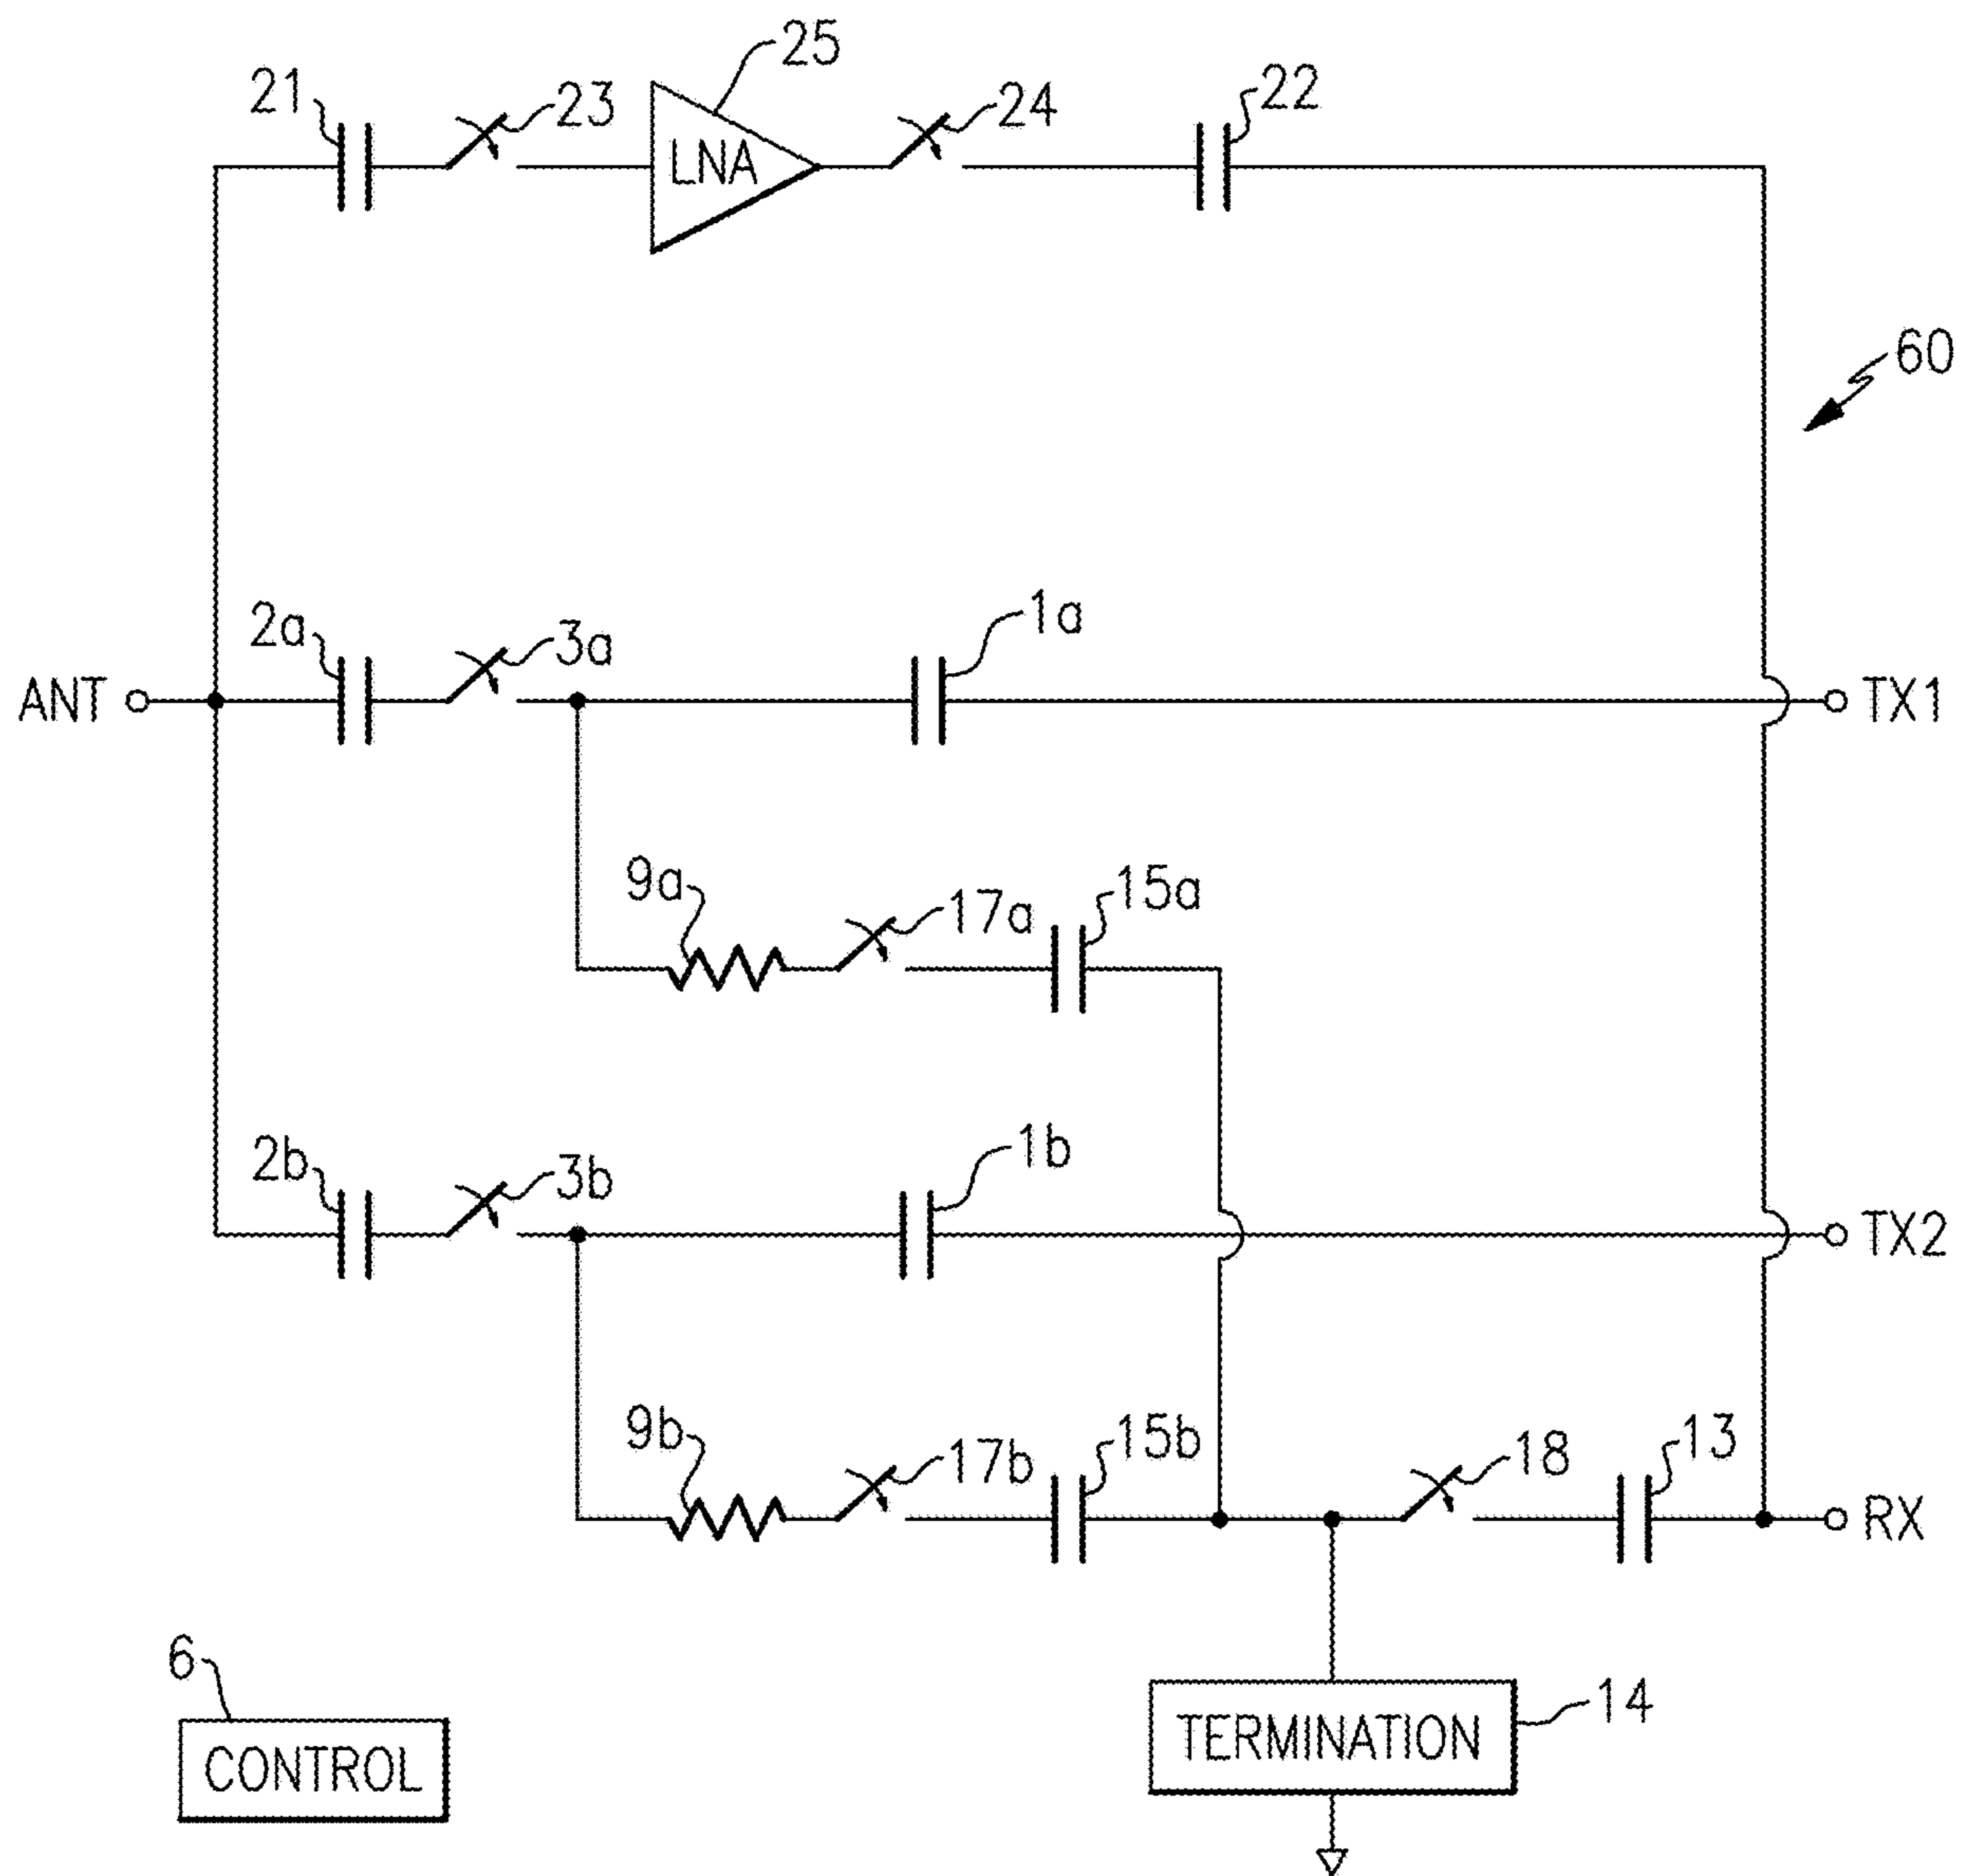 25
21
23
24
22
LNA
60
2a
3a
1a
ANT
TX1
9a
17a
15a
2b
3b
1b
TX2
9b
17b
15b
18
13
RX
6
14
CONTROL
TERMINATION